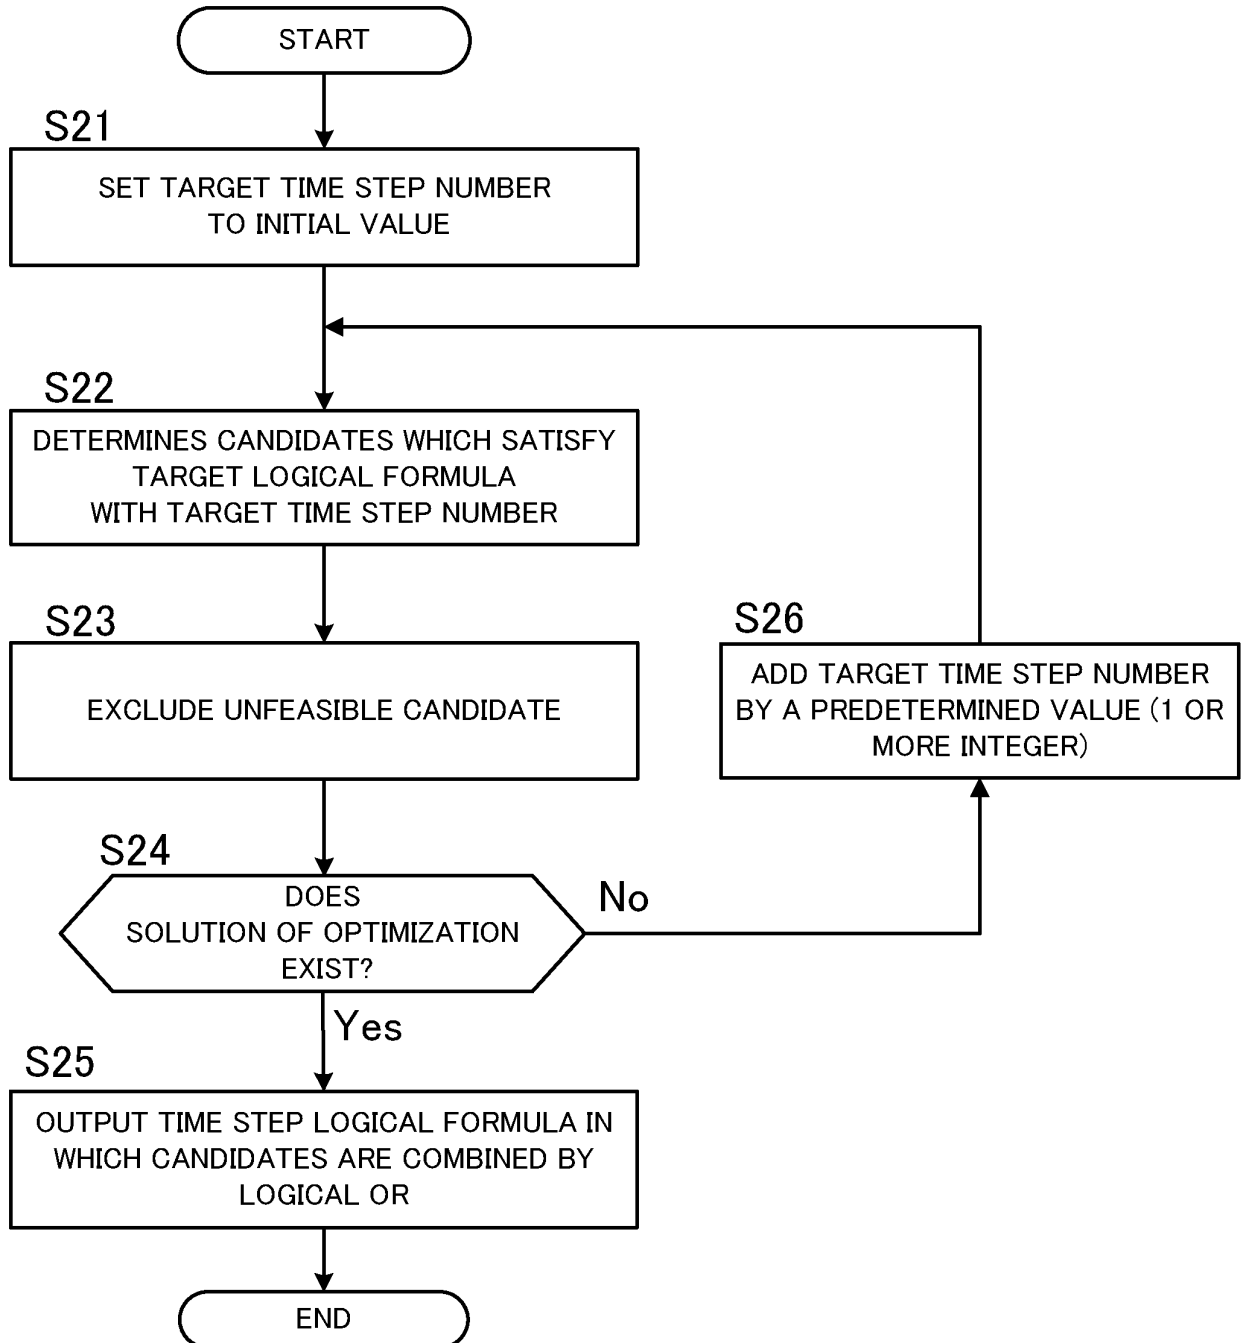 START
S21
SET TARGET TIME STEP NUMBER
TO INITIAL VALUE
S22
DETERMINES CANDIDATES WHICH SATISFY
TARGET LOGICAL FORMULA
WITH TARGET TIME STEP NUMBER
S23
EXCLUDE UNFEASIBLE CANDIDATE
S26
ADD TARGET TIME STEP NUMBER
BY A PREDETERMINED VALUE (1 OR
MORE INTEGER)
S24
DOES
SOLUTION OF OPTIMIZATION
EXIST?
No
Yes
S25
OUTPUT TIME STEP LOGICAL FORMULA IN
WHICH CANDIDATES ARE COMBINED BY
LOGICAL OR
END